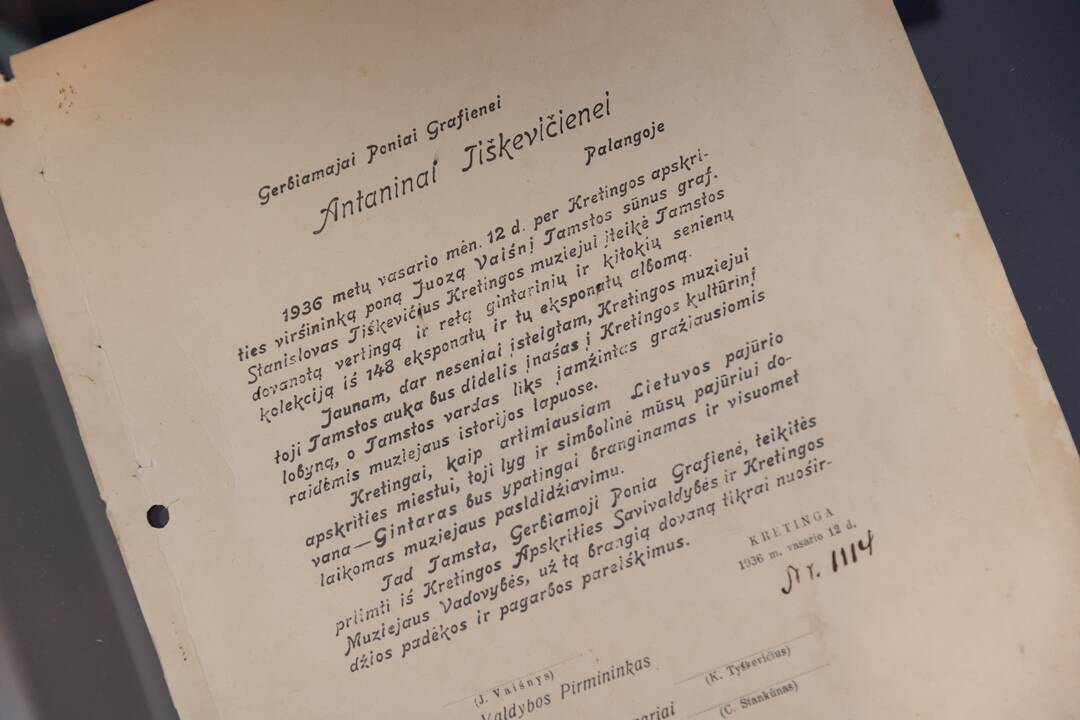 Gerbiamajai Poniai Grafienei
Antaninai Tiškevičienei
Palangoje
1936 metų vasario mėn. 12 d. per Kretingos apskri-
ties viršininką poną Juozą Vaišnį Tamstos sūnus graf.
Stanislovas Tiškevičius Kretingos muziejui įteikė Tamstos
dovanotą vertingą ir retą gintarinių ir kitokių senienų
kolekciją iš 148 eksponatų ir tų eksponatų albomą.
Jaunam, dar neseniai įsteigtam, Kretingos muziejui
toji Tamstos auka bus didelis įnašas į Kretingos kultūrinį
lobyną, o Tamstos vardas liks įamžintas gražiausiomis
raidėmis muziejaus istorijos lapuose.
Kretingai, kaip artimiausiam Lietuvos pajūrio
apskrities miestui, toji lyg ir simbolinė mūsų pajūriui do-
vana—Gintaras bus ypatingai branginamas ir visuomet
laikomas muziejaus pasididžiavimu.
Tad Tamsta, Gerbiamoji Ponia Grafienė, teikitės
priimti iš Kretingos Apskrities Savivaldybės ir Kretingos
Muziejaus Vadovybės, už tą brangią dovaną tikrai nuošir-
džios padėkos ir pagarbos pareiškimus.
KRETINGA
1936 m. vasario 12 d.
Nr. 1114
(J. Vaišnys)
Valdybos Pirmininkas
(K. Tyškevičius)
(C. Stankūnas)